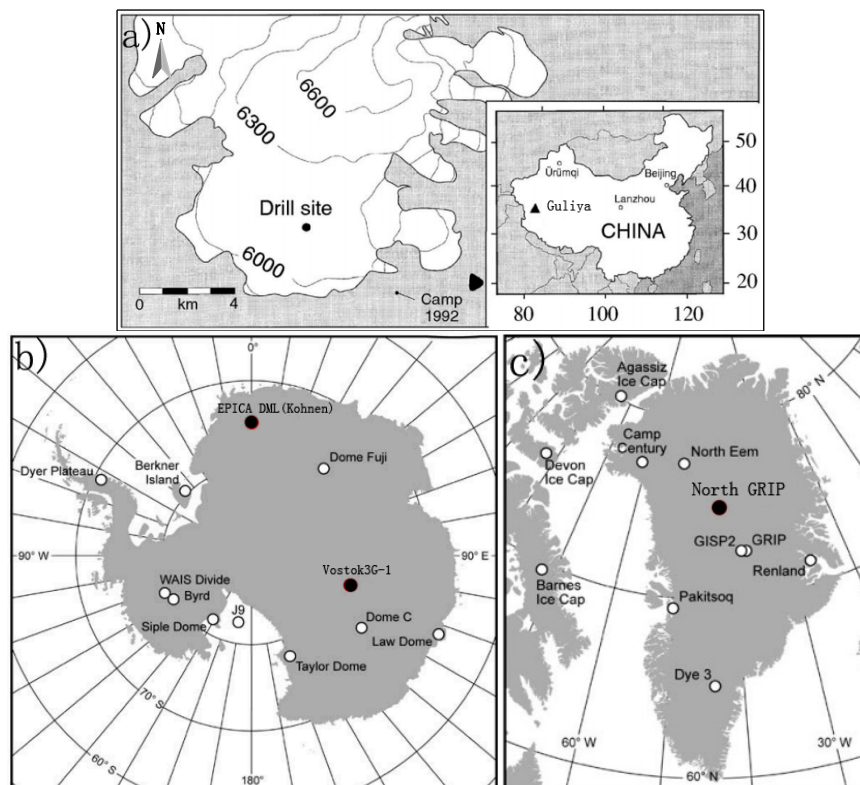 a)
N
6600
6300
Drill site
6000
0
4
km
Camp
1992
50
40
30
20
80
100
120
Ürümqi
Beijing
Lanzhou
Guliya
CHINA
b)
0°
EPICA DML(Kohnen)
Dome Fuji
Berkner
Island
Dyer Plateau
90° W
90° E
Vostok3G-1
WAIS Divide
Byrd
J9
Siple Dome
Dome C
Law Dome
Taylor Dome
70° S
60° S
180°
c)
Agassiz
Ice Cap
80° N
Camp
Century
North Eem
Devon
Ice Cap
North GRIP
GISP2
GRIP
Renland
Barnes
Ice Cap
Pakitsoq
Dye 3
60° W
30° W
60° N